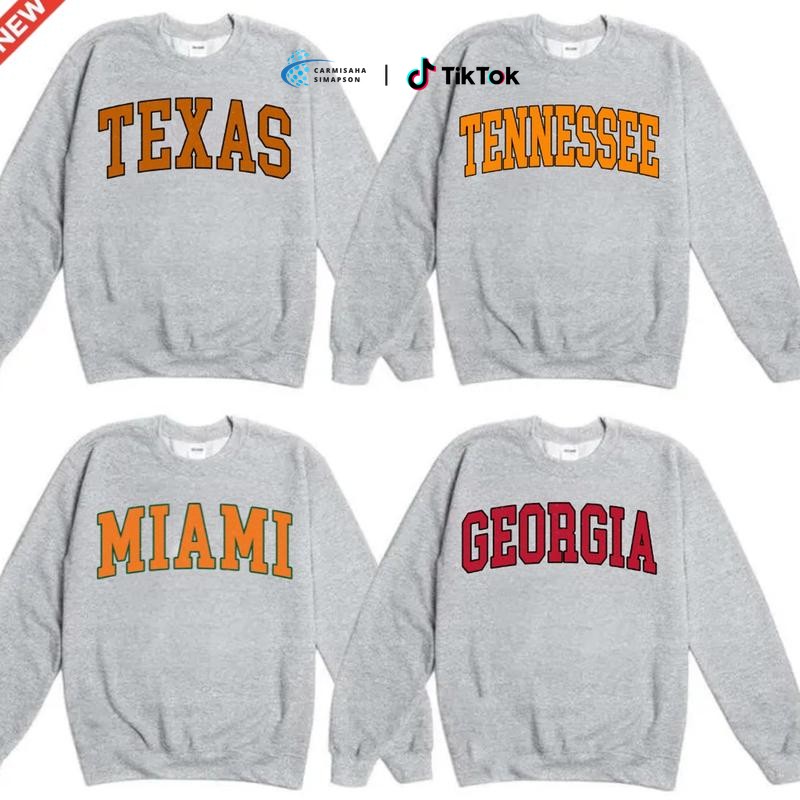 NEW
CARMISAHA
SIMAPSON
TikTok
TEXAS
TENNESSEE
MIAMI
GEORGIA